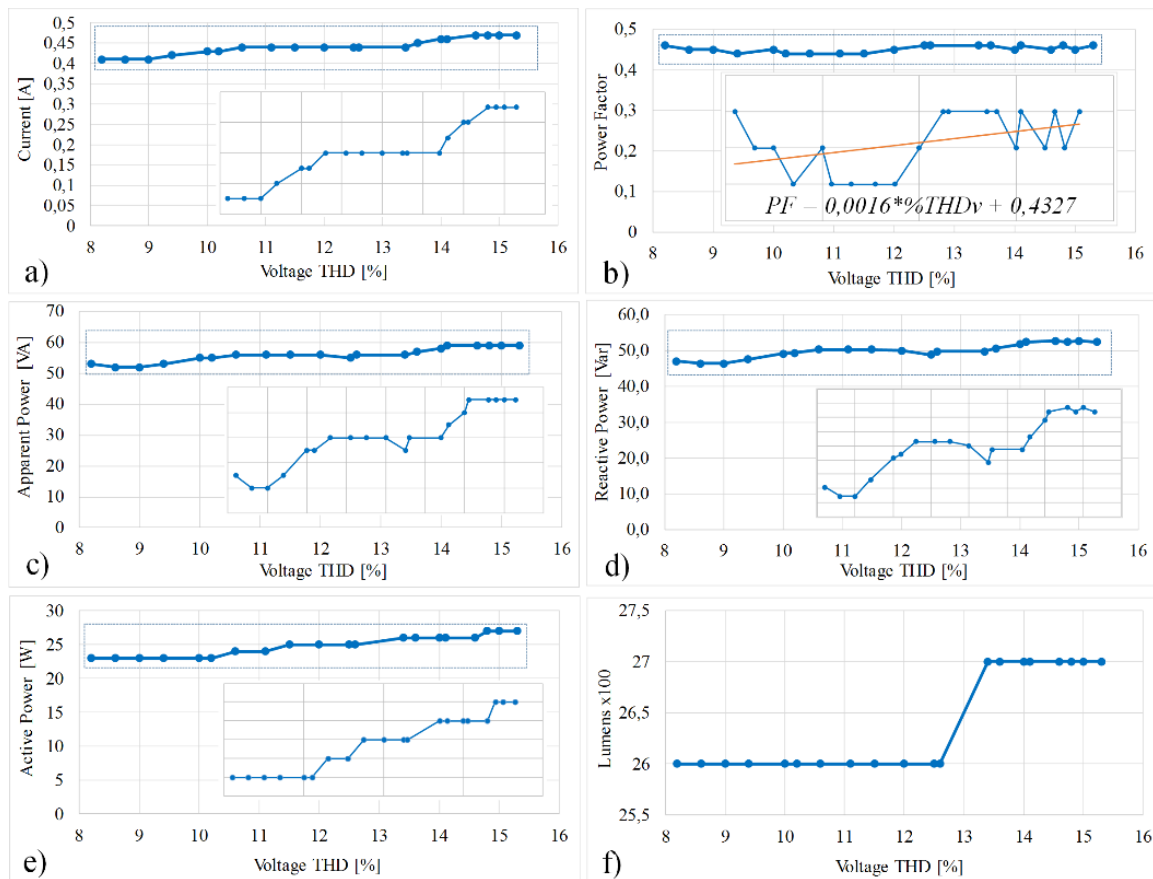 0,5
0,45
0,4
0,35
0,3
0,25
0,2
0,15
0,1
0,05
0
Current [A]
8 9 10 11 12 13 14 15 16
Voltage THD [%]
a)
0,5
0,4
0,3
0,2
0,1
0
Power Factor
PF = 0,0016*%THDv + 0,4327
8 9 10 11 12 13 14 15 16
Voltage THD [%]
b)
70
60
50
40
30
20
10
0
Apparent Power [VA]
8 9 10 11 12 13 14 15 16
Voltage THD [%]
c)
60,0
50,0
40,0
30,0
20,0
10,0
0,0
Reactive Power [Var]
8 9 10 11 12 13 14 15 16
Voltage THD [%]
d)
30
25
20
15
10
5
0
Active Power [W]
8 9 10 11 12 13 14 15 16
Voltage THD [%]
e)
27,5
27
26,5
26
25,5
Lumens x100
8 9 10 11 12 13 14 15 16
Voltage THD [%]
f)